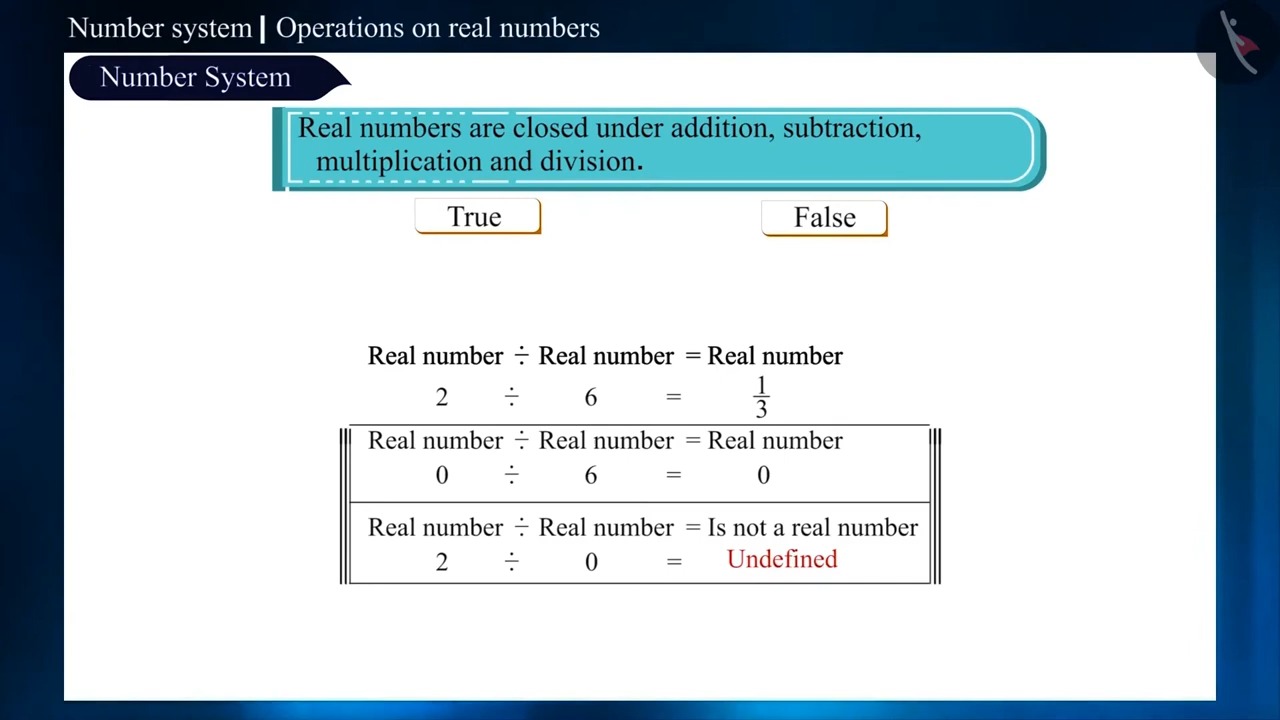 Number system | Operations on real numbers
Number System
Real numbers are closed under addition, subtraction,
multiplication and division.
True False
Real number ÷ Real number = Real number
2 ÷ 6 = 1/3
Real number ÷ Real number = Real number
0 ÷ 6 = 0
Real number ÷ Real number = Is not a real number
2 ÷ 0 = Undefined